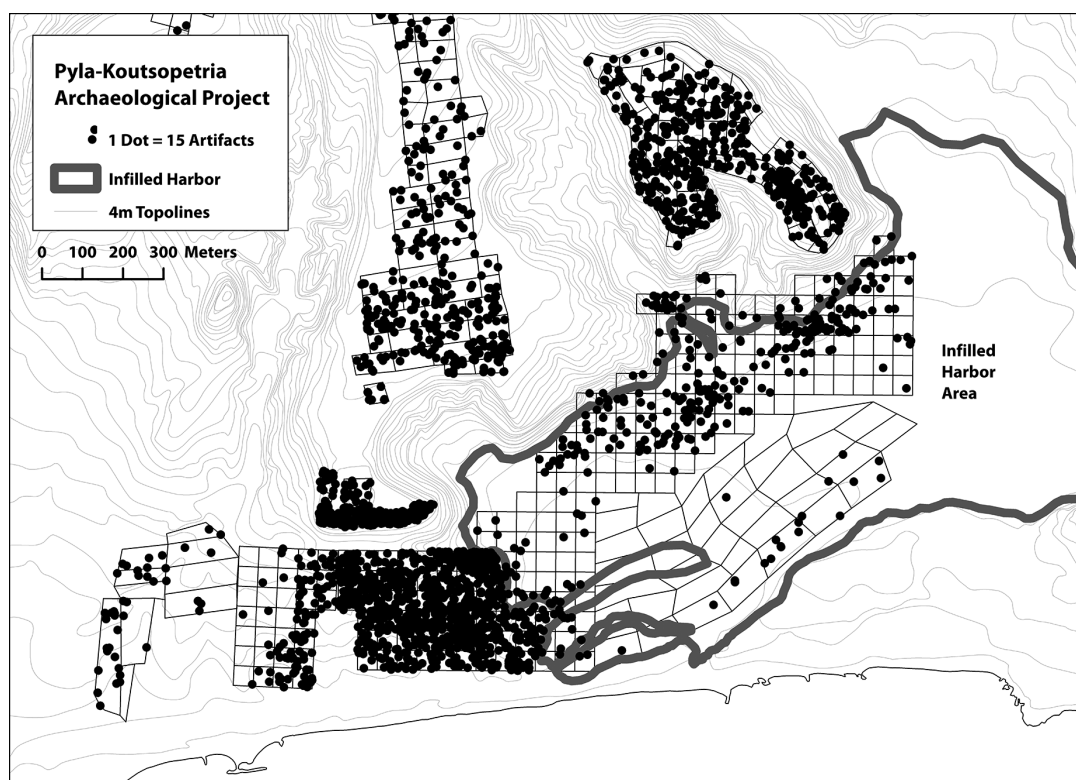 Pyla-Koutsopetria
Archaeological Project
1 Dot = 15 Artifacts
Infilled Harbor
4m Topolines
0 100 200 300 Meters
Infilled
Harbor
Area